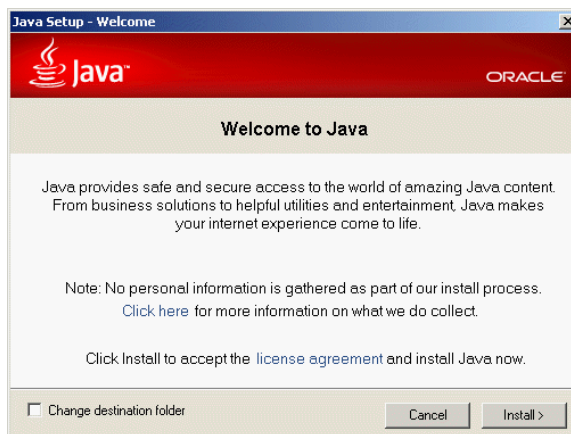 Java Setup - Welcome
Java™
ORACLE
Welcome to Java
Java provides safe and secure access to the world of amazing Java content.
From business solutions to helpful utilities and entertainment, Java makes
your internet experience come to life.
Note: No personal information is gathered as part of our install process.
Click here for more information on what we do collect.
Click Install to accept the license agreement and install Java now.
Change destination folder
Cancel
Install >